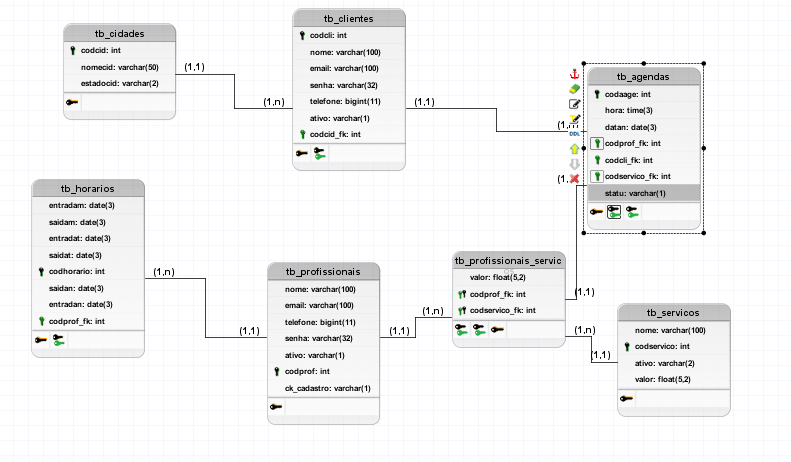 tb_cidades
codcid: int
nomecid: varchar(50)
estadocid: varchar(2)
(1,1)
(1,n)
tb_clientes
codcli: int
nome: varchar(100)
email: varchar(100)
senha: varchar(32)
telefone: bigint(11)
ativo: varchar(1)
codcid_fk: int
(1,1)
(1,n)
DDL
(1,
tb_agendas
codaage: int
hora: time(3)
datan: date(3)
codprof_fk: int
codcli_fk: int
codservico_fk: int
statu: varchar(1)
tb_horarios
entradam: date(3)
saidam: date(3)
entradat: date(3)
saidat: date(3)
codhorario: int
saidan: date(3)
entradan: date(3)
codprof_fk: int
(1,n)
(1,1)
tb_profissionais
nome: varchar(100)
email: varchar(100)
telefone: bigint(11)
senha: varchar(32)
ativo: varchar(1)
codprof: int
ck_cadastro: varchar(1)
(1,1)
(1,n)
tb_profissionais_servic
os
valor: float(5,2)
codprof_fk: int
codservico_fk: int
(1,1)
(1,n)
(1,1)
tb_servicos
nome: varchar(100)
codservico: int
ativo: varchar(2)
valor: float(5,2)